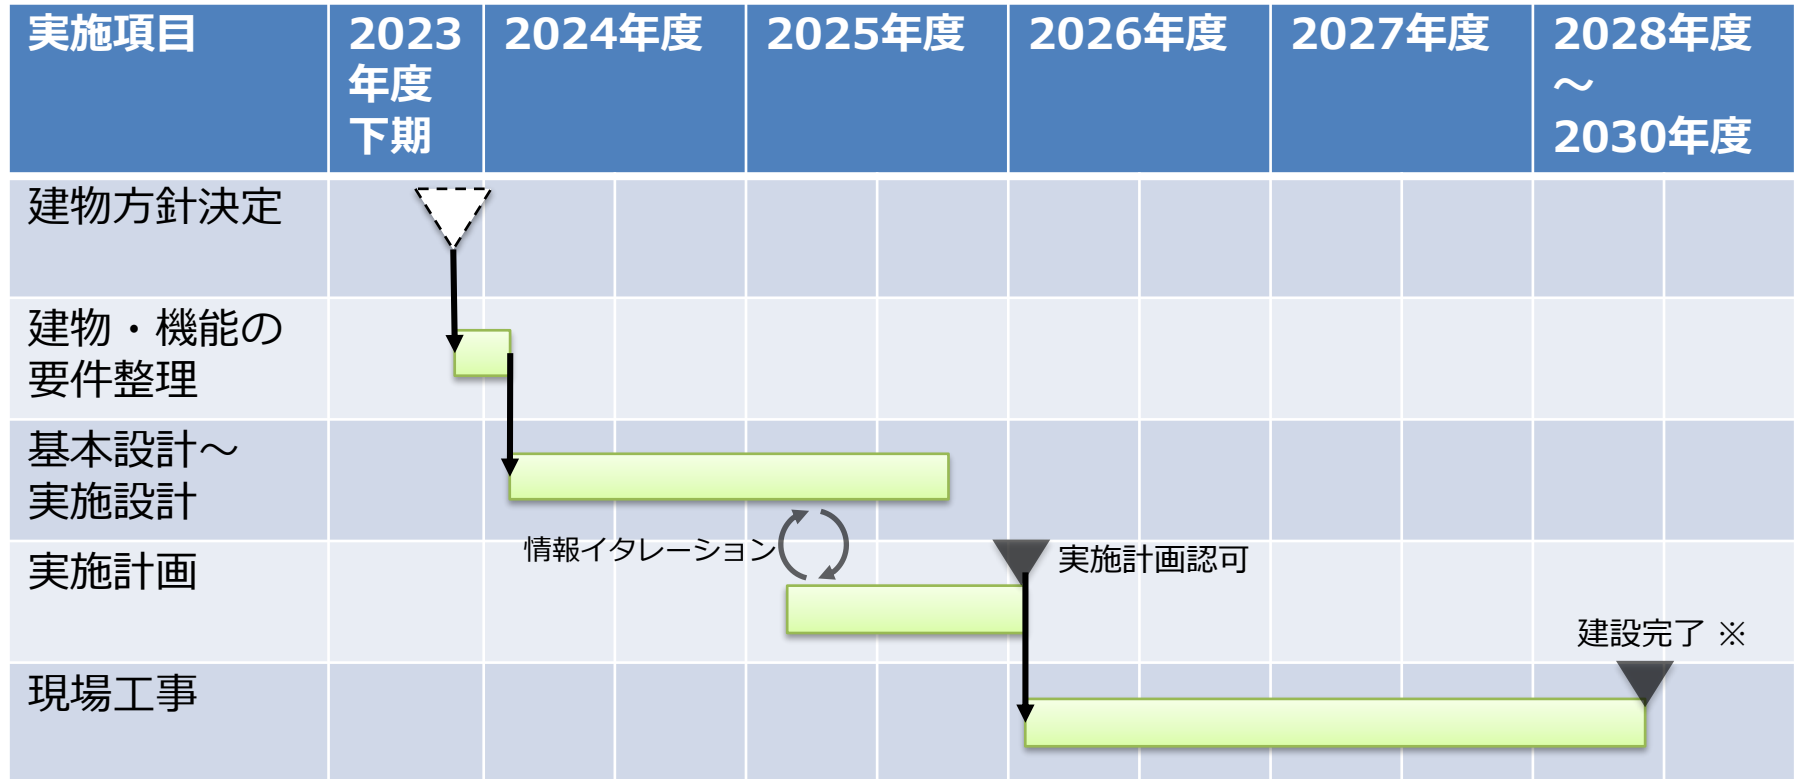 実施項目
2023
年度
下期
2024年度
2025年度
2026年度
2027年度
2028年度
～
2030年度
建物方針決定
建物・機能の
要件整理
基本設計～
実施設計
情報イタレーション
実施計画
実施計画認可
建設完了 ※
現場工事